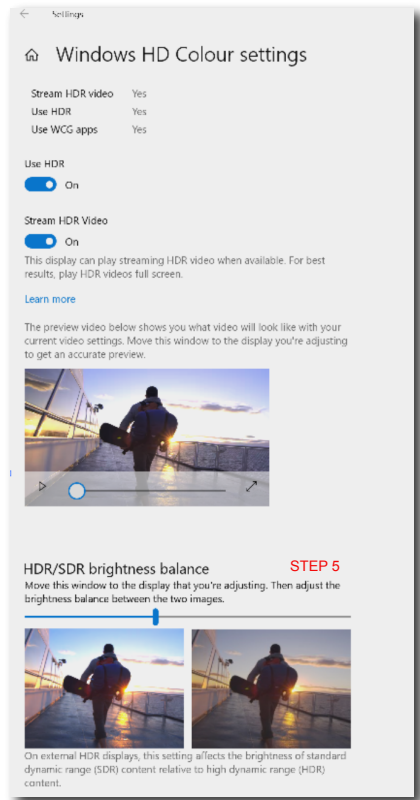 Settings
Windows HD Colour settings
Stream HDR video Yes
Use HDR Yes
Use WCG apps Yes
Use HDR
On
Stream HDR Video
On
This display can play streaming HDR video when available. For best
results, play HDR videos full screen.
Learn more
The preview video below shows you what video will look like with your
current video settings. Move this window to the display you're adjusting
to get an accurate preview.
HDR/SDR brightness balance STEP 5
Move this window to the display that you're adjusting. Then adjust the
brightness balance between the two images.
On external HDR displays, this setting affects the brightness of standard
dynamic range (SDR) content relative to high dynamic range (HDR)
content.